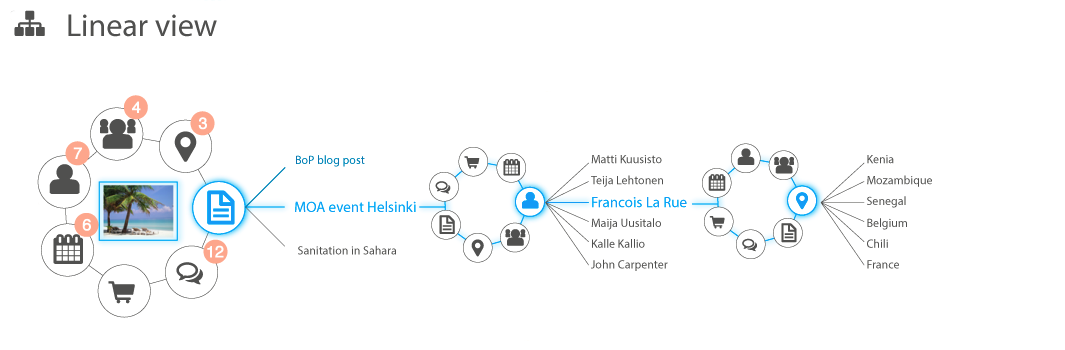 Linear view
4
3
7
6
12
BoP blog post
MOA event Helsinki
Sanitation in Sahara
Matti Kuusisto
Teija Lehtonen
Francois La Rue
Maija Uusitalo
Kalle Kallio
John Carpenter
Kenia
Mozambique
Senegal
Belgium
Chili
France